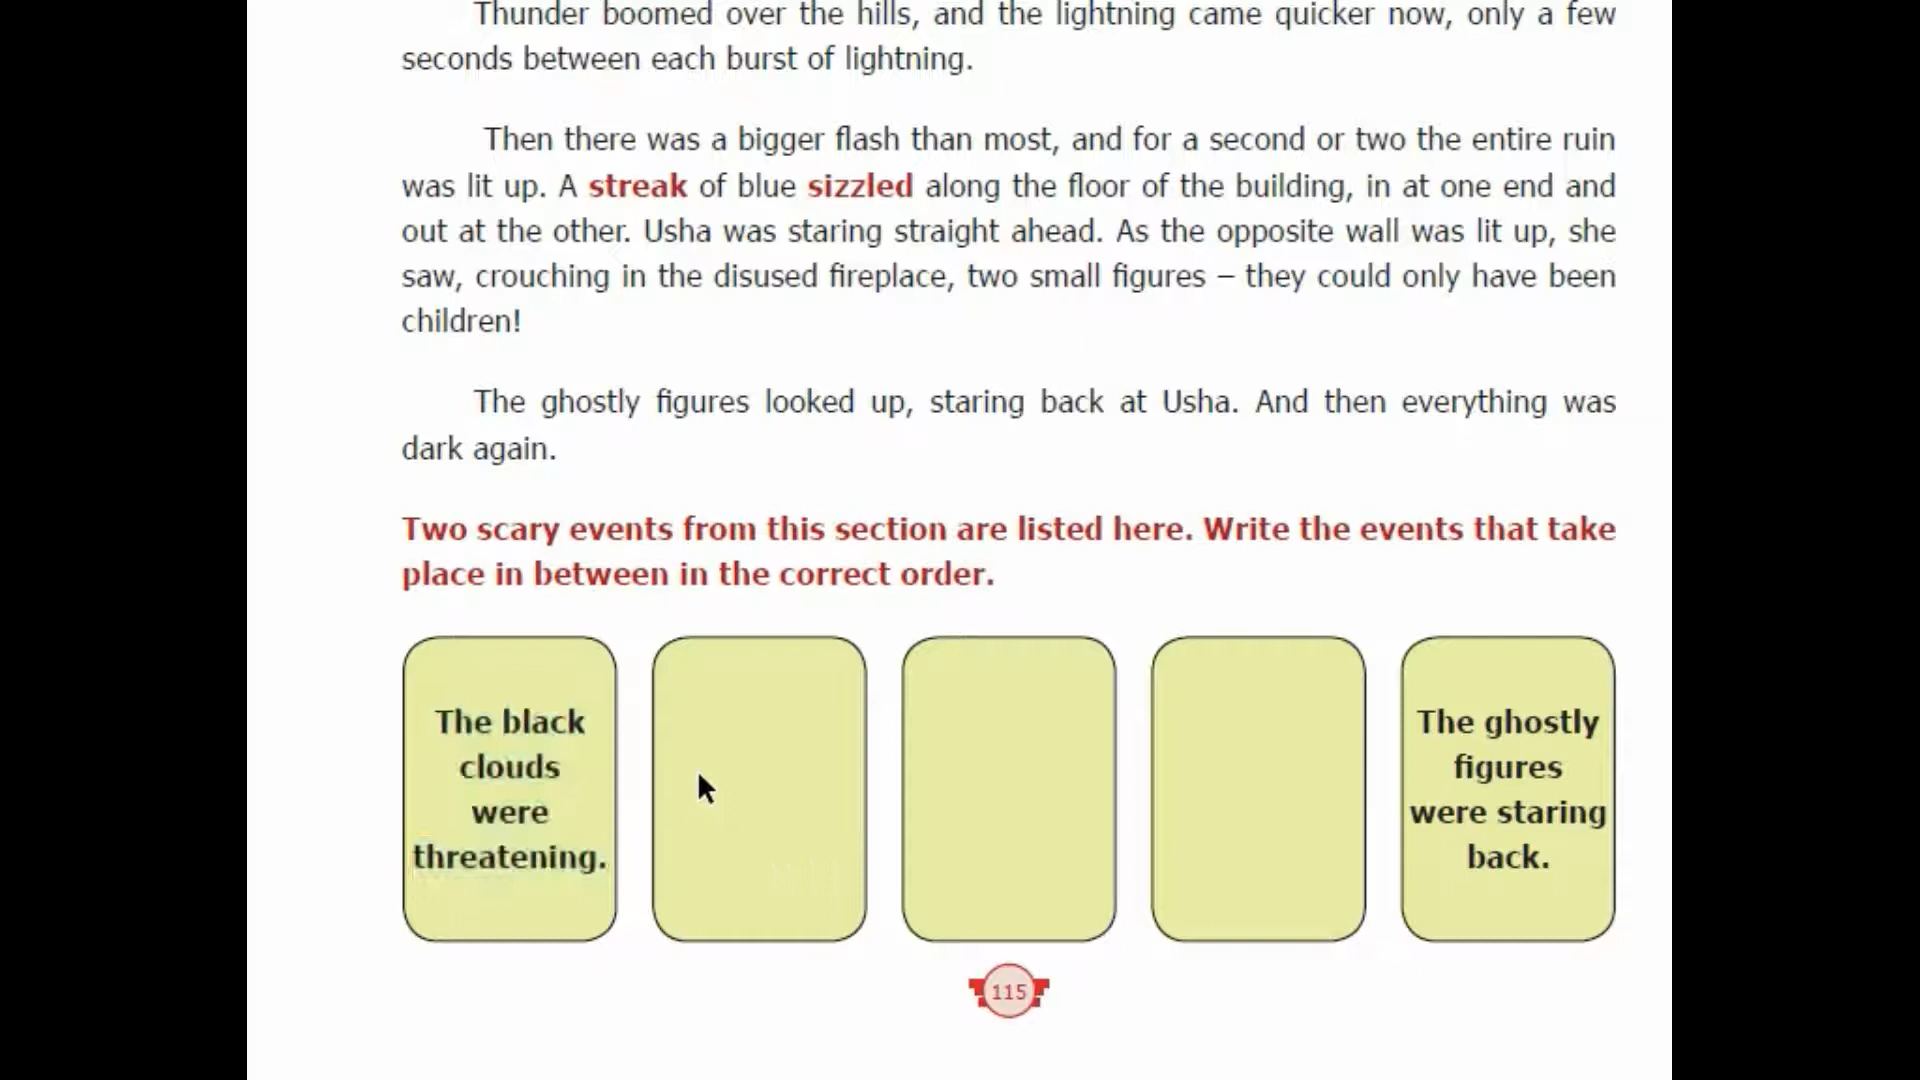 Thunder boomed over the hills, and the lightning came quicker now, only a few
seconds between each burst of lightning.
Then there was a bigger flash than most, and for a second or two the entire ruin
was lit up. A streak of blue sizzled along the floor of the building, in at one end and
out at the other. Usha was staring straight ahead. As the opposite wall was lit up, she
saw, crouching in the disused fireplace, two small figures – they could only have been
children!
The ghostly figures looked up, staring back at Usha. And then everything was
dark again.
Two scary events from this section are listed here. Write the events that take
place in between in the correct order.
The black
clouds
were
threatening.
The ghostly
figures
were staring
back.
115